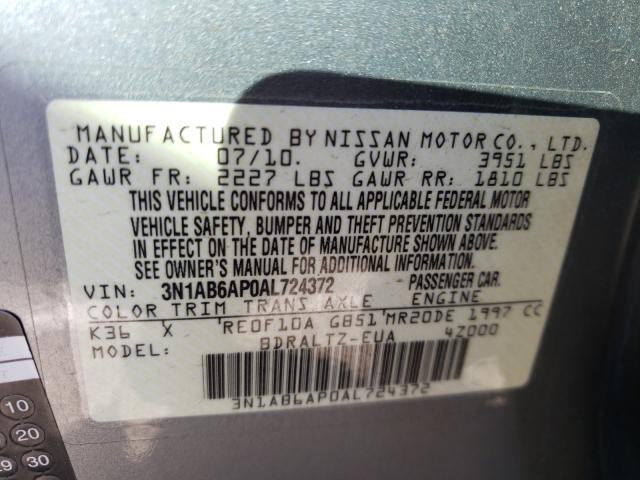 MANUFACTURED BY NISSAN MOTOR CO., LTD.
DATE: 07/10. GVWR: 3951 LBS
GAWR FR: 2227 LBS GAWR RR: 1810 LBS
THIS VEHICLE CONFORMS TO ALL APPLICABLE FEDERAL MOTOR
VEHICLE SAFETY, BUMPER AND THEFT PREVENTION STANDARDS
IN EFFECT ON THE DATE OF MANUFACTURE SHOWN ABOVE.
SEE OWNER'S MANUAL FOR ADDITIONAL INFORMATION.
VIN: 3N1AB6AP0AL724372 PASSENGER CAR.
COLOR TRIM TRANS AXLE ENGINE
K36 X RE0F10A GB51 MR20DE 1997 CC
MODEL: BDRALTZ-EUA 4Z000
3N1AB6AP0AL724372
10
20
29 30